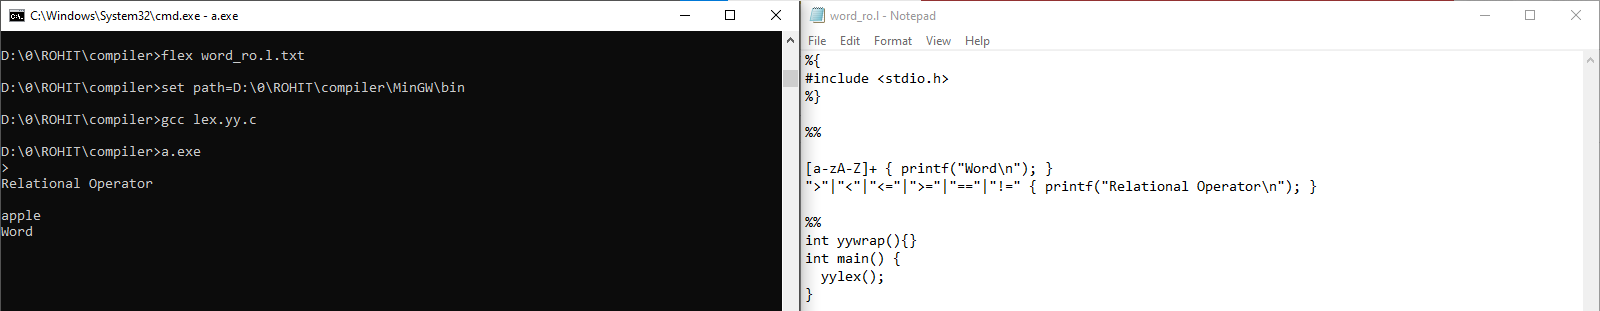 C:\Windows\System32\cmd.exe - a.exe
D:\0\ROHIT\compiler>flex word_ro.l.txt
D:\0\ROHIT\compiler>set path=D:\0\ROHIT\compiler\MinGW\bin
D:\0\ROHIT\compiler>gcc lex.yy.c
D:\0\ROHIT\compiler>a.exe
>
Relational Operator
apple
Word
word_ro.l - Notepad
File Edit Format View Help
%{
#include <stdio.h>
%}
%%
[a-zA-Z]+ { printf("Word\n"); }
">"|"<"|"<="|">="|"=="|"!=" { printf("Relational Operator\n"); }
%%
int yywrap(){}
int main() {
  yylex();
}